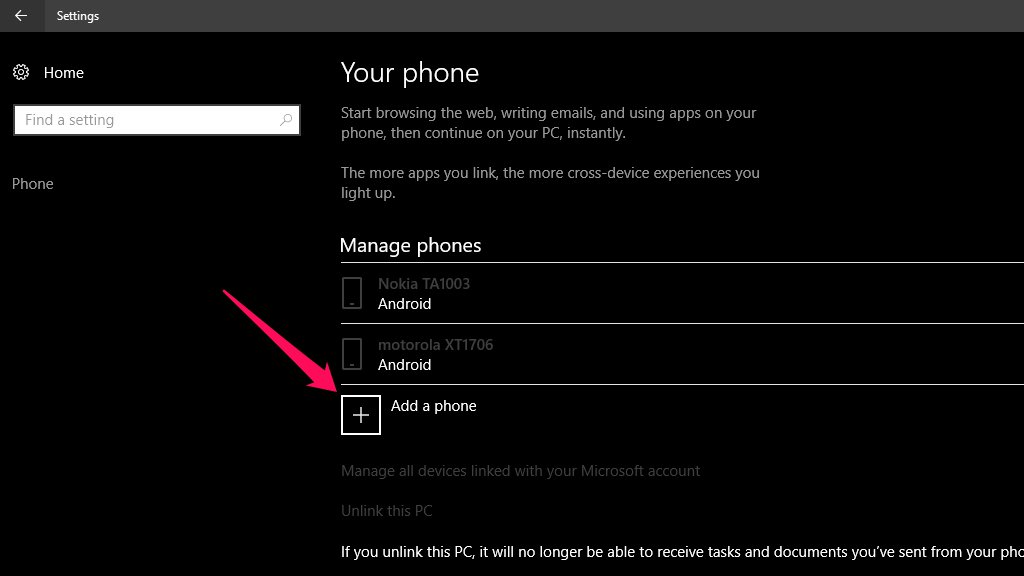 Settings
Home
Find a setting
Phone
Your phone
Start browsing the web, writing emails, and using apps on your
phone, then continue on your PC, instantly.
The more apps you link, the more cross-device experiences you
light up.
Manage phones
Nokia TA1003
Android
motorola XT1706
Android
Add a phone
Manage all devices linked with your Microsoft account
Unlink this PC
If you unlink this PC, it will no longer be able to receive tasks and documents you've sent from your pho